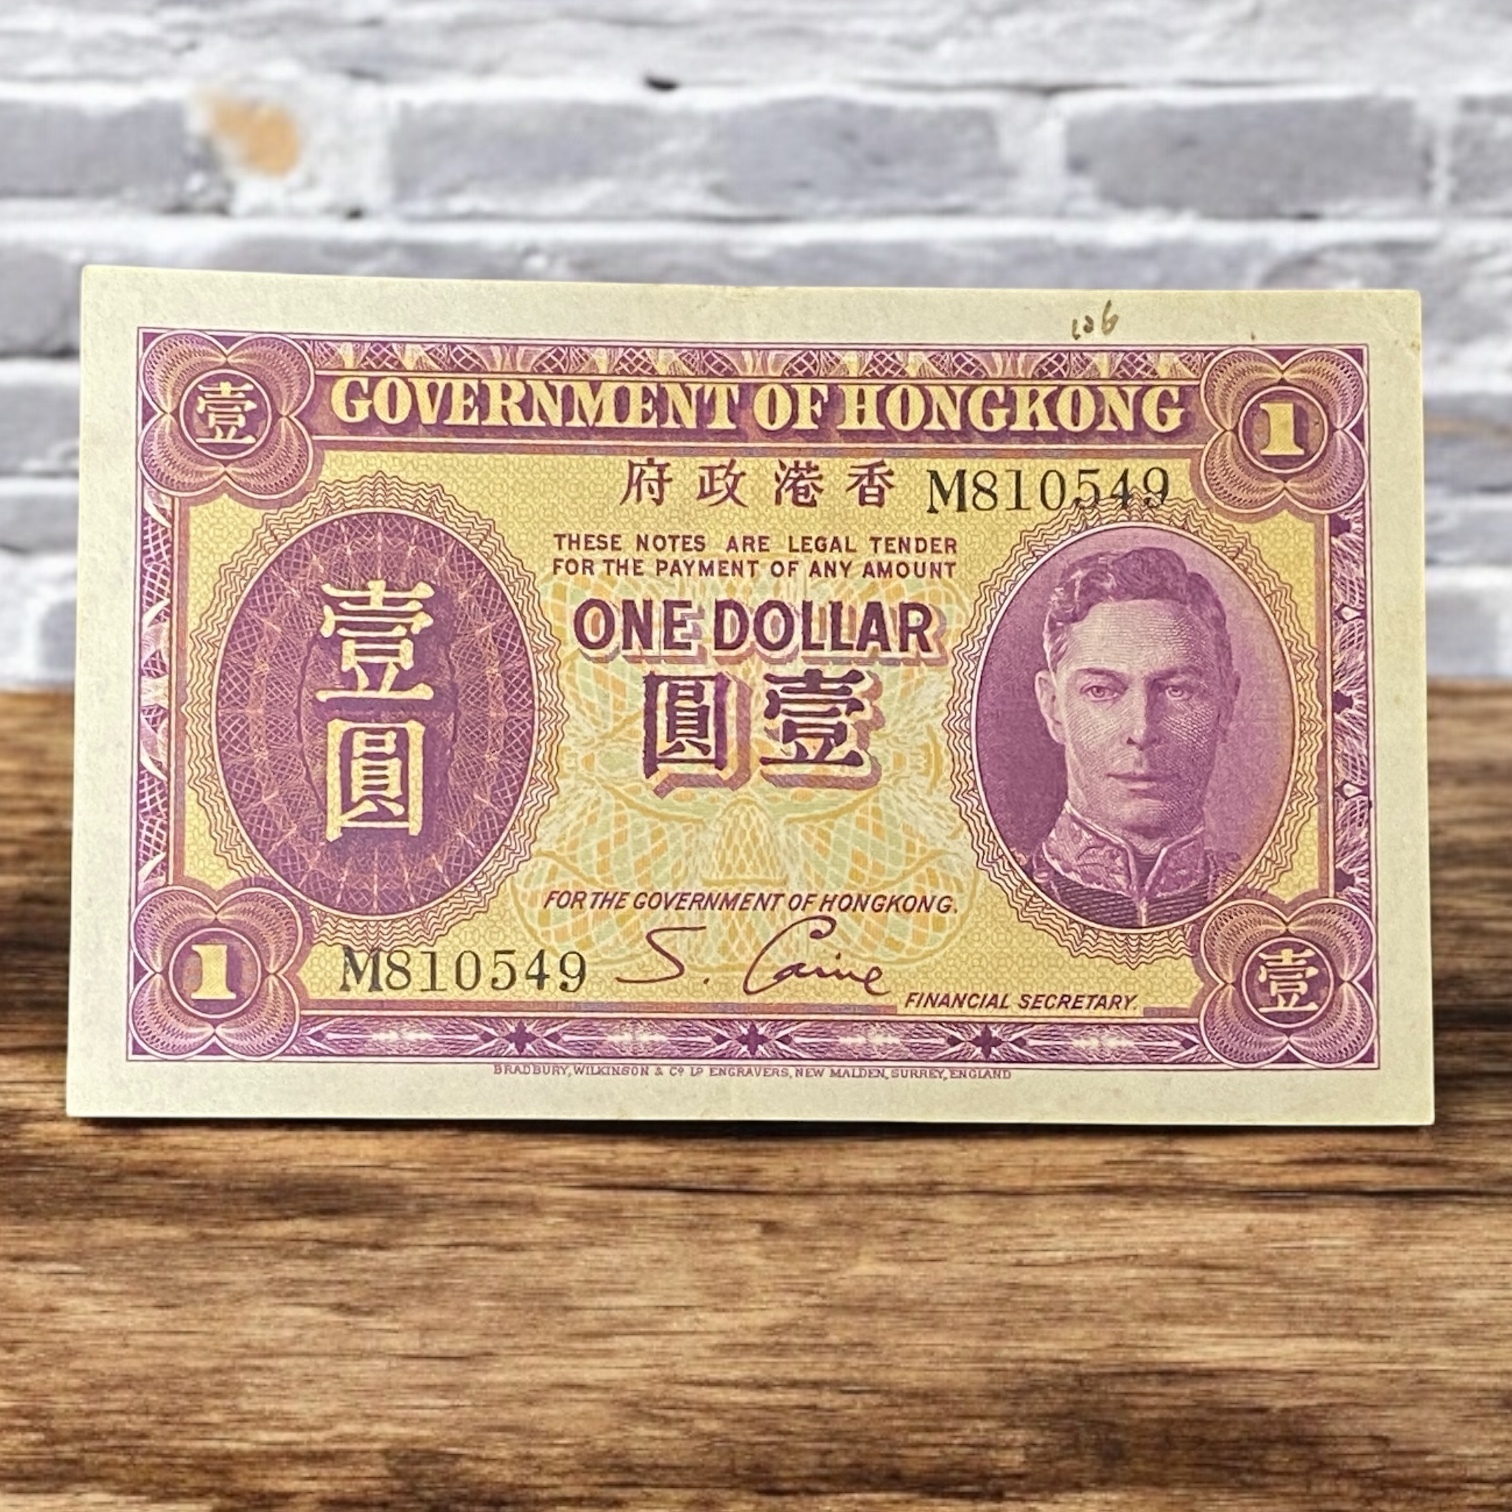 106
壹
GOVERNMENT OF HONGKONG
1
府政港香
M810549
THESE NOTES ARE LEGAL TENDER
FOR THE PAYMENT OF ANY AMOUNT
壹圓
ONE DOLLAR
圓壹
FOR THE GOVERNMENT OF HONGKONG.
1
M810549
S. Caine
FINANCIAL SECRETARY.
壹
BRADBURY, WILKINSON & Cº Lᴰ ENGRAVERS, NEW MALDEN, SURREY, ENGLAND